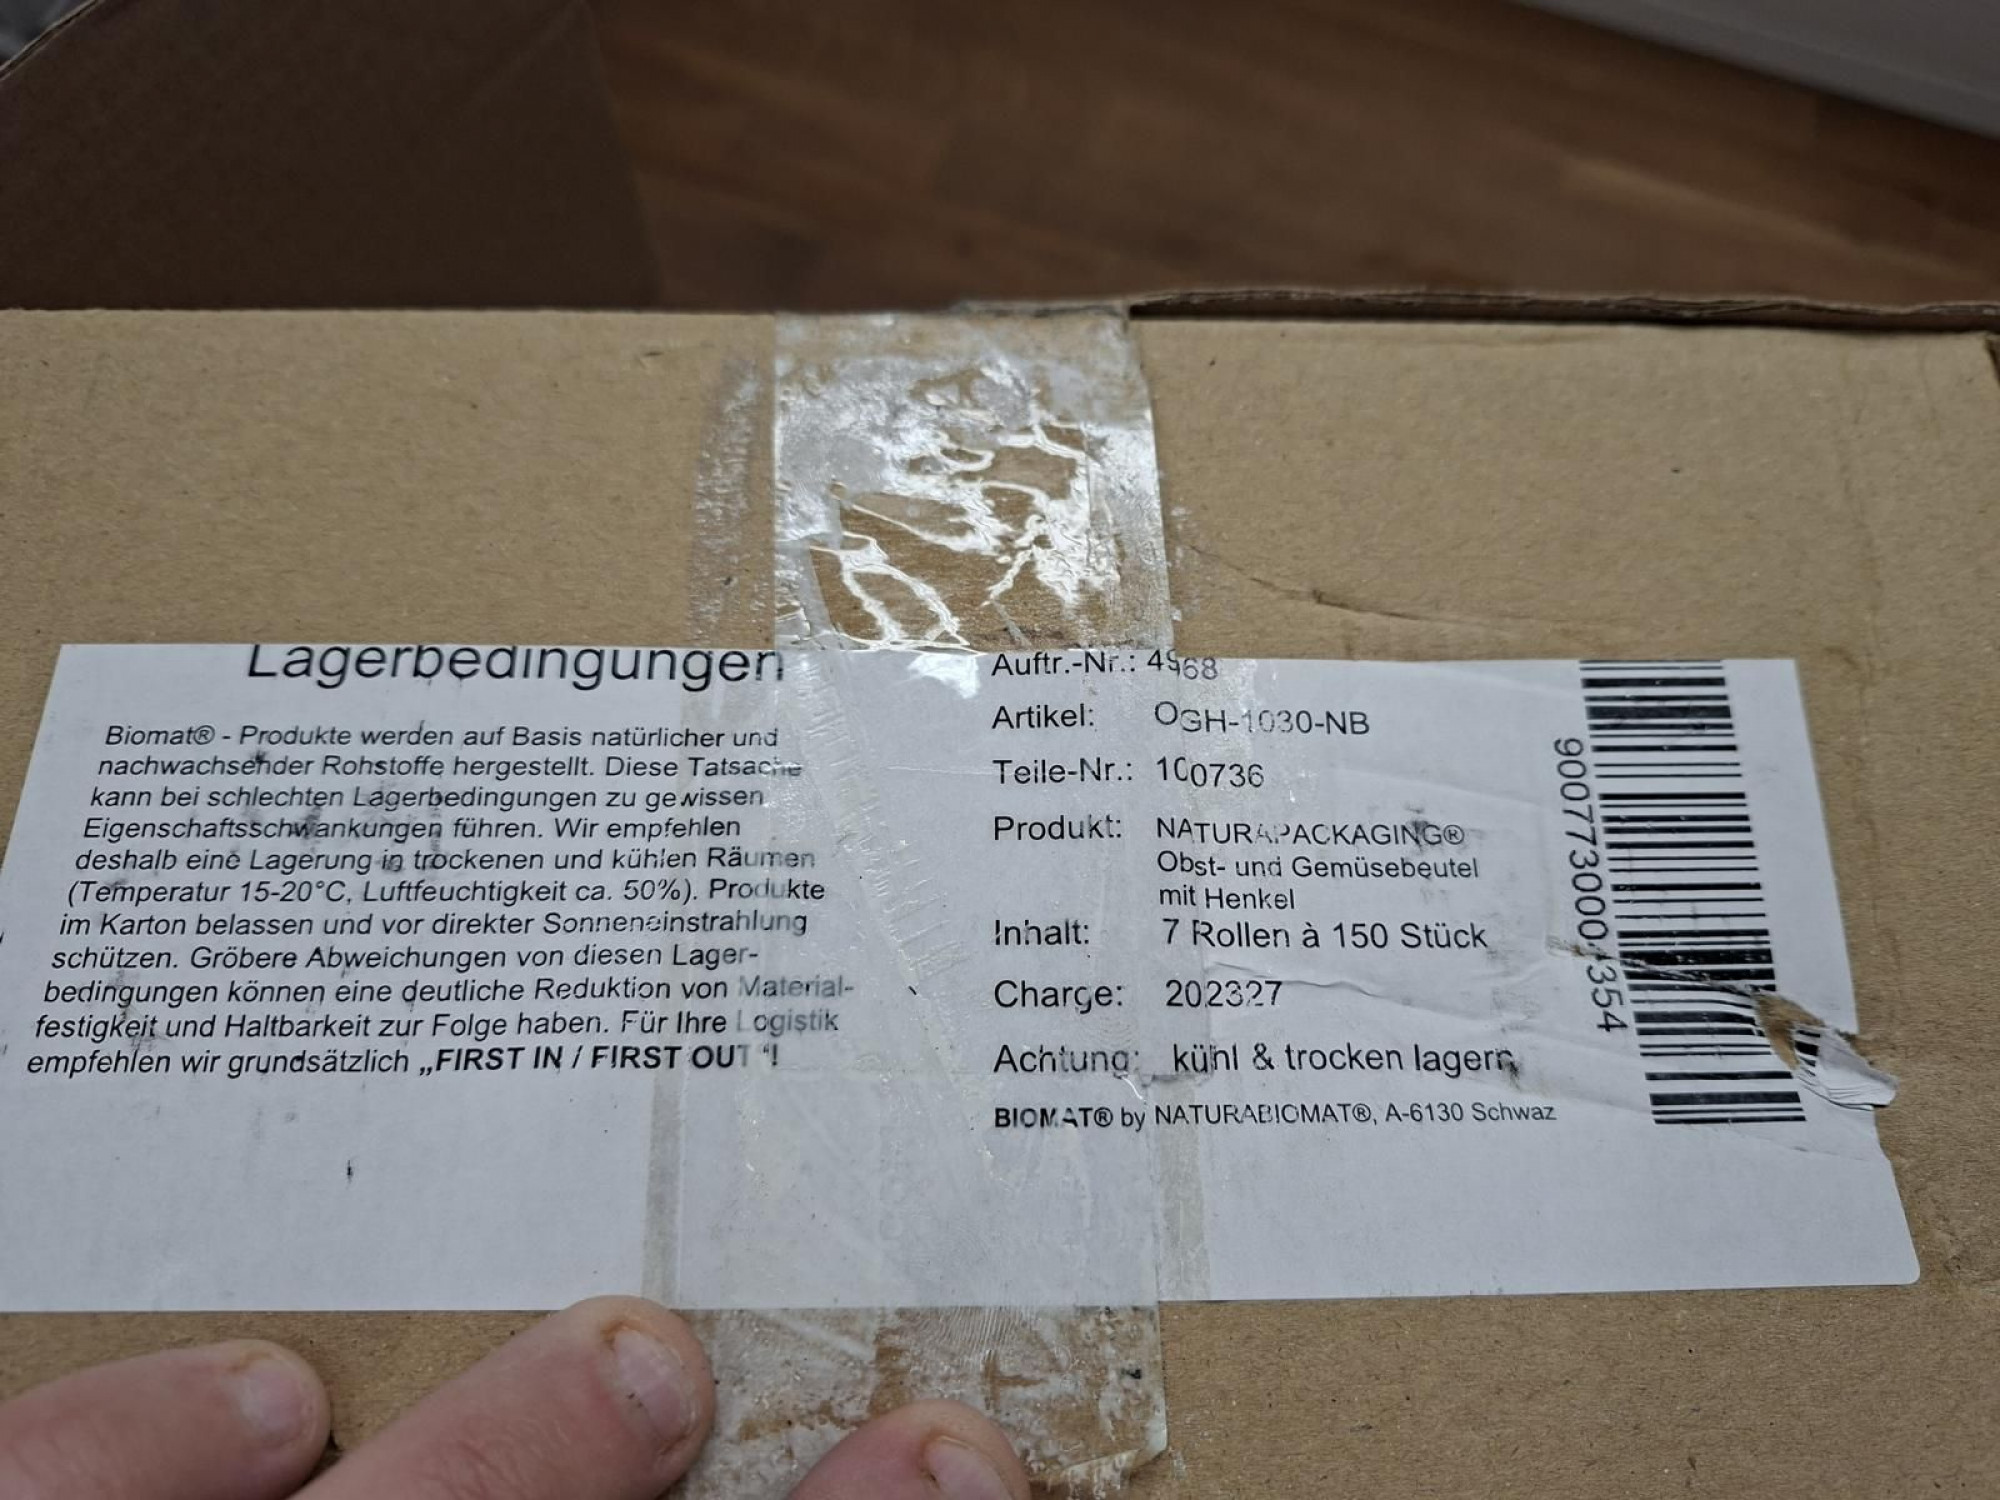 Lagerbedingungen
Biomat® - Produkte werden auf Basis natürlicher und
nachwachsender Rohstoffe hergestellt. Diese Tatsache
kann bei schlechten Lagerbedingungen zu gewissen
Eigenschaftsschwankungen führen. Wir empfehlen
deshalb eine Lagerung in trockenen und kühlen Räumen
(Temperatur 15-20°C, Luftfeuchtigkeit ca. 50%). Produkte
im Karton belassen und vor direkter Sonneneinstrahlung
schützen. Gröbere Abweichungen von diesen Lager-
bedingungen können eine deutliche Reduktion von Material-
festigkeit und Haltbarkeit zur Folge haben. Für Ihre Logistik
empfehlen wir grundsätzlich „FIRST IN / FIRST OUT“!
Auftr.-Nr.: 4968
Artikel: OGH-1030-NB
Teile-Nr.: 100736
Produkt: NATURAPACKAGING®
Obst- und Gemüsebeutel
mit Henkel
Inhalt: 7 Rollen à 150 Stück
Charge: 202327
Achtung: kühl & trocken lagern
BIOMAT® by NATURABIOMAT®, A-6130 Schwaz